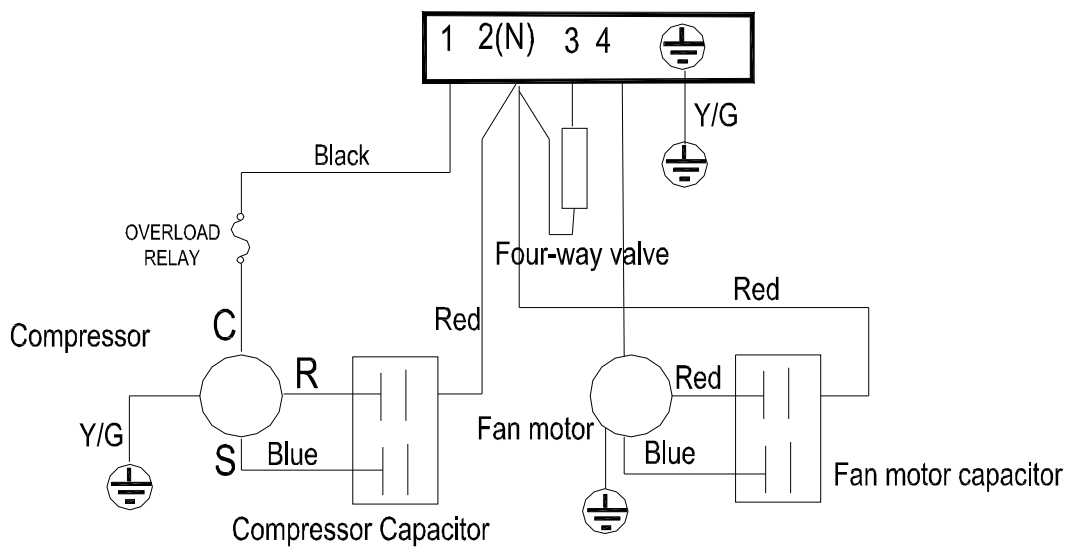 1 2(N) 3 4
Y/G
Black
OVERLOAD
RELAY
Four-way valve
Red
Red
Compressor
C
R
Red
Y/G
Fan motor
S
Blue
Blue
Fan motor capacitor
Compressor Capacitor